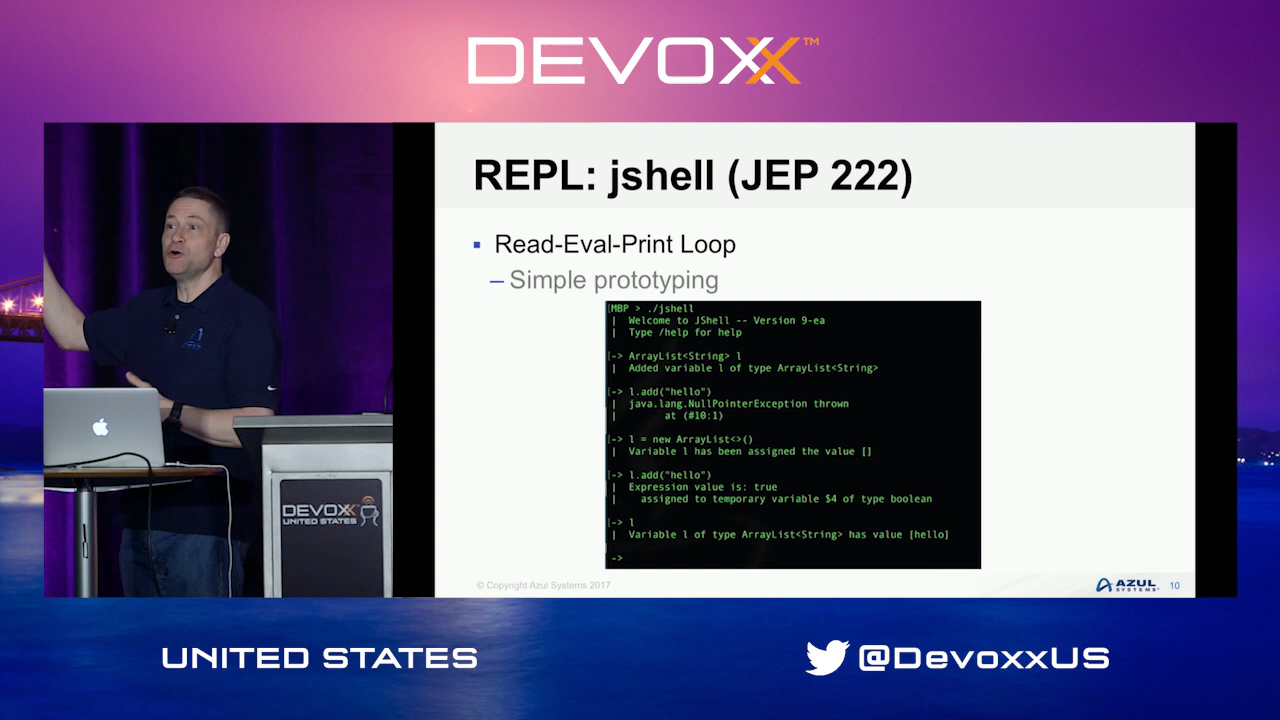 DEVOXX™
REPL: jshell (JEP 222)
▪ Read-Eval-Print Loop
– Simple prototyping
[MBP > ./jshell
|  Welcome to JShell -- Version 9-ea
|  Type /help for help
[-> ArrayList<String> l
|  Added variable l of type ArrayList<String>
[-> l.add("hello")
|  java.lang.NullPointerException thrown
|        at (#10:1)
[-> l = new ArrayList<>()
|  Variable l has been assigned the value []
[-> l.add("hello")
|  Expression value is: true
|    assigned to temporary variable $4 of type boolean
[-> l
|  Variable l of type ArrayList<String> has value [hello]
->
© Copyright Azul Systems 2017
AZUL
SYSTEMS
10
DEVOXX
UNITED STATES
UNITED STATES
@DevoxxUS